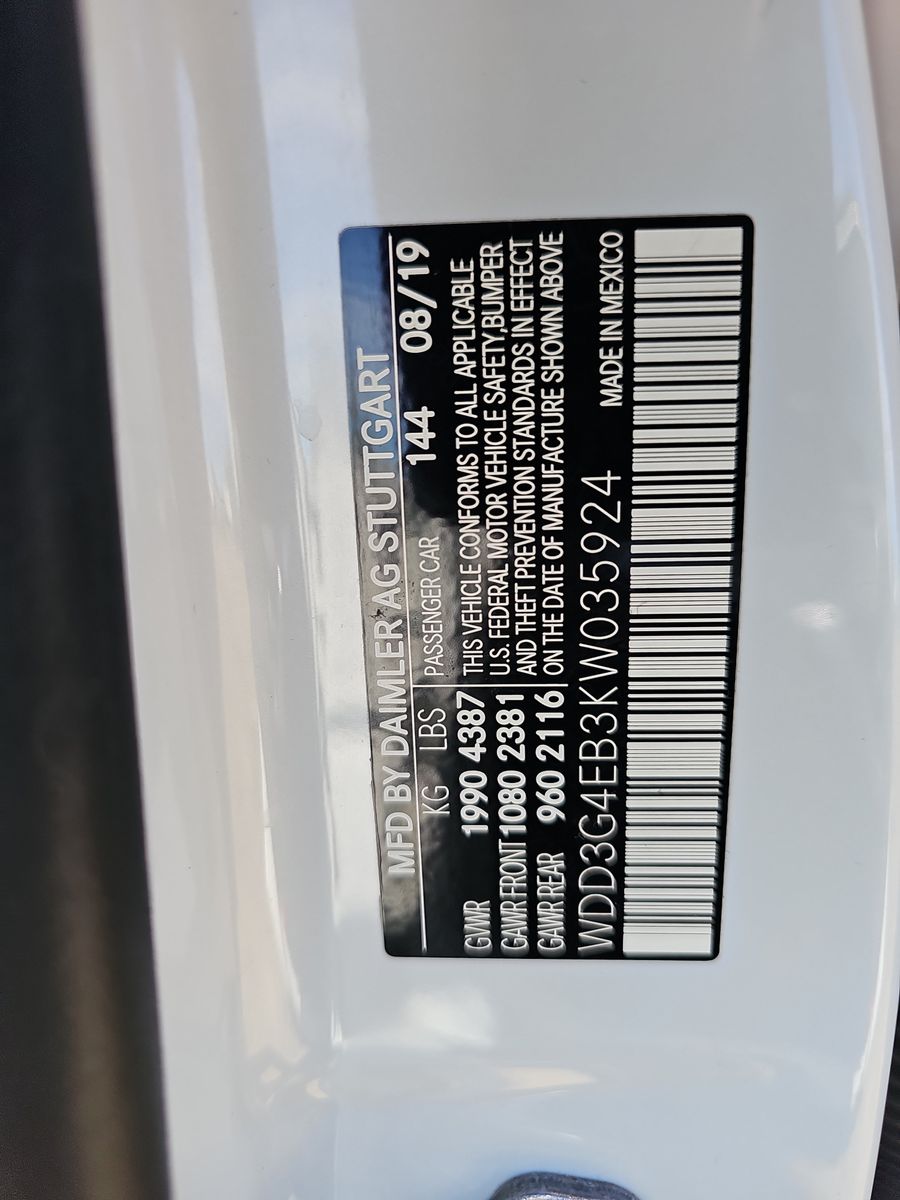 MFD BY DAIMLER AG STUTTGART
KG LBS PASSENGER CAR 144 08/19
GVWR 1990 4387 THIS VEHICLE CONFORMS TO ALL APPLICABLE
GAWR FRONT 1080 2381 U.S. FEDERAL MOTOR VEHICLE SAFETY,BUMPER
GAWR REAR 960 2116 AND THEFT PREVENTION STANDARDS IN EFFECT
ON THE DATE OF MANUFACTURE SHOWN ABOVE
WDD3G4EB3KW035924 MADE IN MEXICO